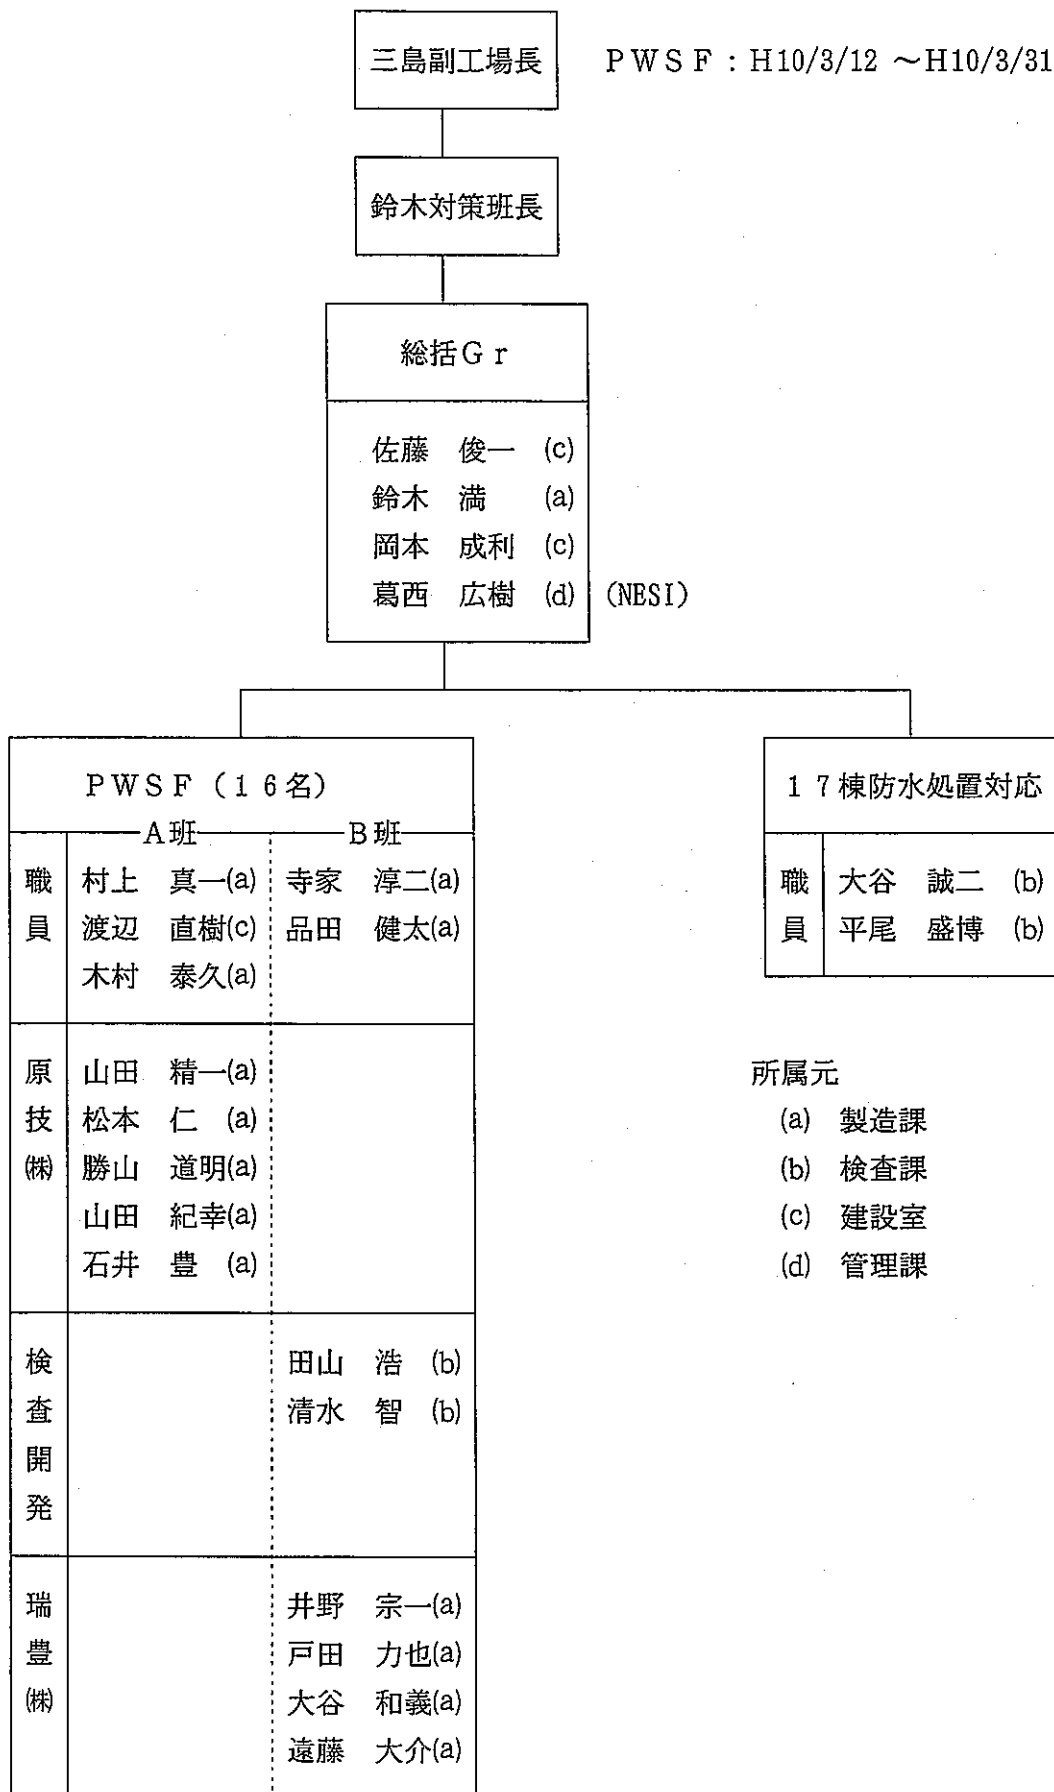 三島副工場長　PWSF：H10/3/12 ～H10/3/31
鈴木対策班長
総括Gr
佐藤　俊一　(c)
鈴木　満　(a)
岡本　成利　(c)
葛西　広樹　(d)　(NESI)
PWSF（16名）
A班　B班
職員
村上　真一(a)　寺家　淳二(a)
渡辺　直樹(c)　品田　健太(a)
木村　泰久(a)
原技㈱
山田　精一(a)
松本　仁　(a)
勝山　道明(a)
山田　紀幸(a)
石井　豊　(a)
検査開発
田山　浩　(b)
清水　智　(b)
瑞豊㈱
井野　宗一(a)
戸田　力也(a)
大谷　和義(a)
遠藤　大介(a)
17棟防水処置対応
職員
大谷　誠二　(b)
平尾　盛博　(b)
所属元
(a)　製造課
(b)　検査課
(c)　建設室
(d)　管理課